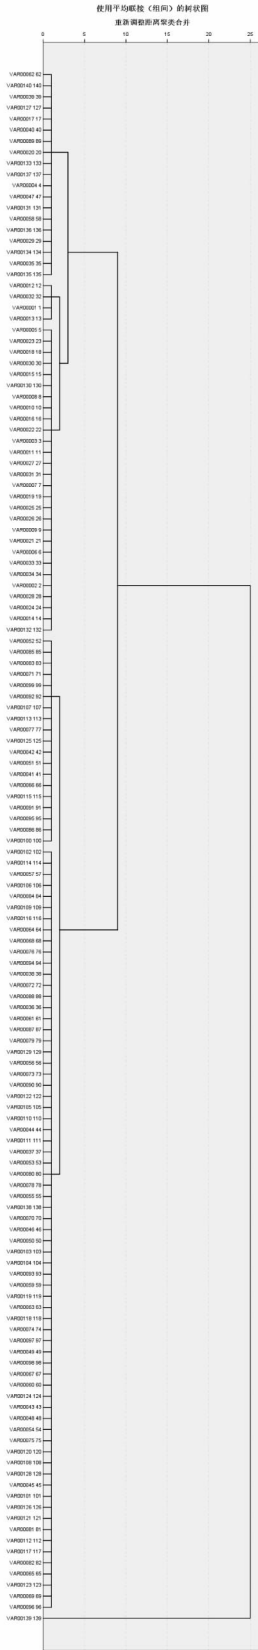 使用平均联接（组间）的树状图
重新调整距离聚类合并
0 5 10 15 20 25
VAR00062 62
VAR00140 140
VAR00039 39
VAR00127 127
VAR00017 17
VAR00040 40
VAR00089 89
VAR00020 20
VAR00133 133
VAR00137 137
VAR00004 4
VAR00047 47
VAR00131 131
VAR00058 58
VAR00136 136
VAR00029 29
VAR00134 134
VAR00035 35
VAR00135 135
VAR00012 12
VAR00032 32
VAR00001 1
VAR00013 13
VAR00005 5
VAR00023 23
VAR00018 18
VAR00030 30
VAR00015 15
VAR00130 130
VAR00008 8
VAR00010 10
VAR00016 16
VAR00022 22
VAR00003 3
VAR00011 11
VAR00027 27
VAR00031 31
VAR00007 7
VAR00019 19
VAR00025 25
VAR00026 26
VAR00009 9
VAR00021 21
VAR00006 6
VAR00033 33
VAR00034 34
VAR00002 2
VAR00028 28
VAR00024 24
VAR00014 14
VAR00132 132
VAR00052 52
VAR00085 85
VAR00083 83
VAR00071 71
VAR00099 99
VAR00092 92
VAR00107 107
VAR00113 113
VAR00077 77
VAR00125 125
VAR00042 42
VAR00051 51
VAR00041 41
VAR00066 66
VAR00115 115
VAR00091 91
VAR00095 95
VAR00086 86
VAR00100 100
VAR00102 102
VAR00114 114
VAR00057 57
VAR00106 106
VAR00084 84
VAR00109 109
VAR00116 116
VAR00064 64
VAR00068 68
VAR00076 76
VAR00094 94
VAR00038 38
VAR00072 72
VAR00088 88
VAR00036 36
VAR00061 61
VAR00087 87
VAR00079 79
VAR00129 129
VAR00056 56
VAR00073 73
VAR00090 90
VAR00122 122
VAR00105 105
VAR00110 110
VAR00044 44
VAR00111 111
VAR00037 37
VAR00053 53
VAR00080 80
VAR00078 78
VAR00055 55
VAR00138 138
VAR00070 70
VAR00046 46
VAR00050 50
VAR00103 103
VAR00104 104
VAR00093 93
VAR00059 59
VAR00119 119
VAR00063 63
VAR00118 118
VAR00074 74
VAR00097 97
VAR00049 49
VAR00098 98
VAR00067 67
VAR00060 60
VAR00124 124
VAR00043 43
VAR00048 48
VAR00054 54
VAR00075 75
VAR00120 120
VAR00108 108
VAR00128 128
VAR00045 45
VAR00101 101
VAR00126 126
VAR00121 121
VAR00081 81
VAR00112 112
VAR00117 117
VAR00082 82
VAR00065 65
VAR00123 123
VAR00069 69
VAR00096 96
VAR00139 139